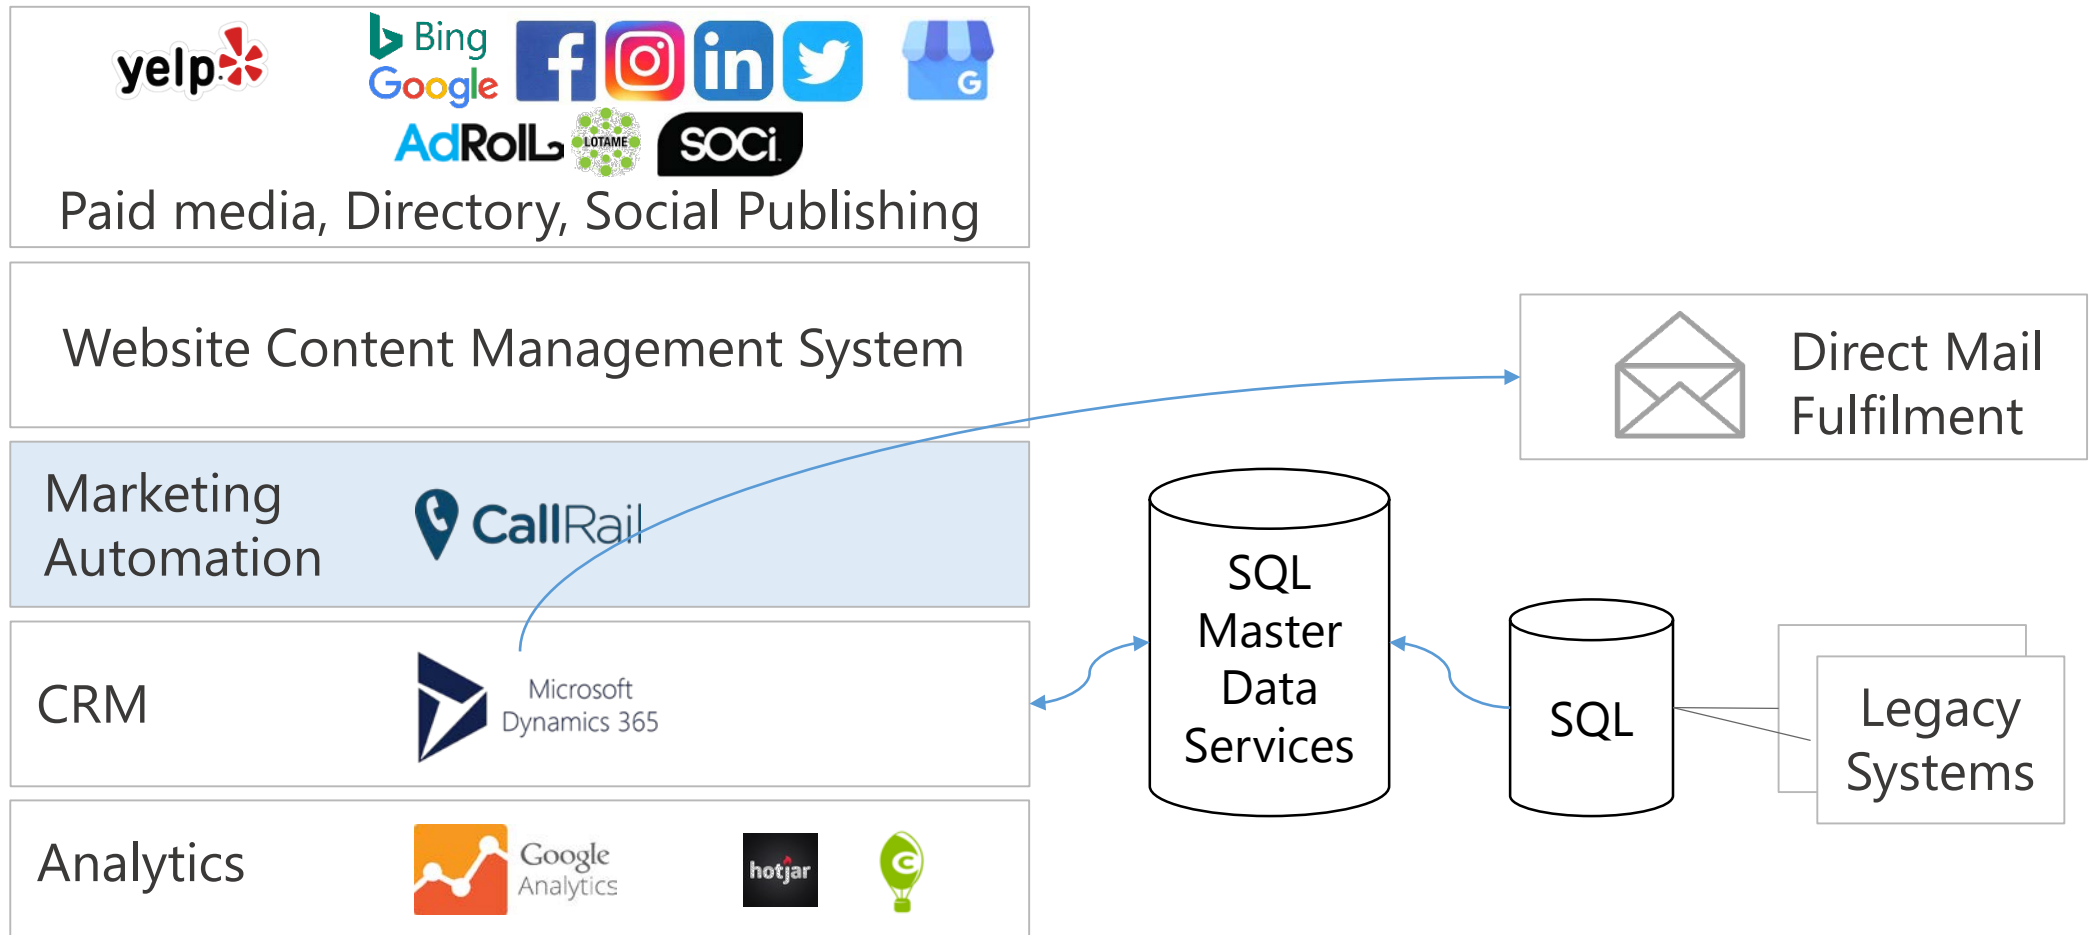 yelp
Bing
Google
f
in
G
AdRoll
LOTAME
SOCi
Paid media, Directory, Social Publishing
Website Content Management System
Direct Mail
Fulfilment
Marketing
Automation
CallRail
SQL
Master
Data
Services
CRM
Microsoft
Dynamics 365
SQL
Legacy
Systems
Analytics
Google
Analytics
hotjar
C